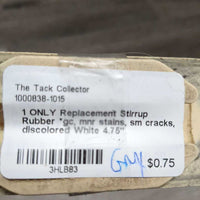 The Tack Collector
1000838-1015
1 ONLY Replacement Stirrup
Rubber *gc, mnr stains, sm cracks,
discolored White 4.75"
3HLBB3
$0.75